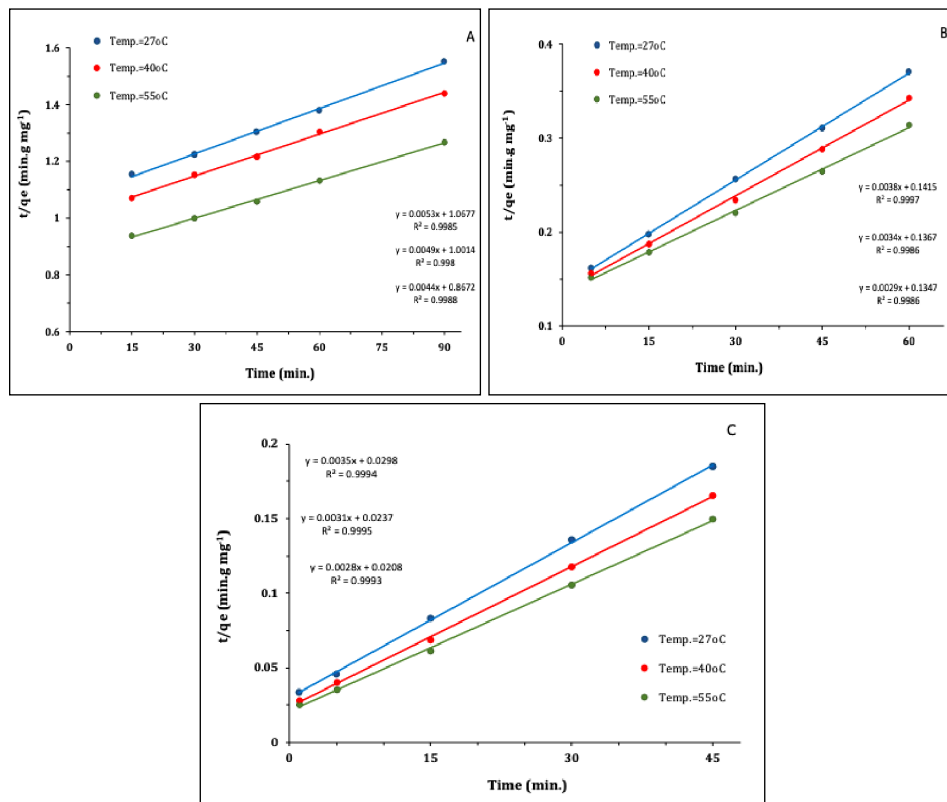 A
Temp.=27oC
Temp.=40oC
Temp.=55oC
t/qe (min.g mg⁻¹)
1.6
1.4
1.2
1
0.8
0.6
y = 0.0053x + 1.0677
R² = 0.9985
y = 0.0049x + 1.0014
R² = 0.998
y = 0.0044x + 0.8672
R² = 0.9988
0 15 30 45 60 75 90
Time (min.)
B
Temp.=27oC
Temp.=40oC
Temp.=55oC
t/qe (min.g mg⁻¹)
0.4
0.3
0.2
0.1
y = 0.0038x + 0.1415
R² = 0.9997
y = 0.0034x + 0.1367
R² = 0.9986
y = 0.0029x + 0.1347
R² = 0.9986
0 15 30 45 60
Time (min.)
C
y = 0.0035x + 0.0298
R² = 0.9994
y = 0.0031x + 0.0237
R² = 0.9995
y = 0.0028x + 0.0208
R² = 0.9993
t/qe (min.g mg⁻¹)
0.2
0.15
0.1
0.05
0
Temp.=27oC
Temp.=40oC
Temp.=55oC
0 15 30 45
Time (min.)